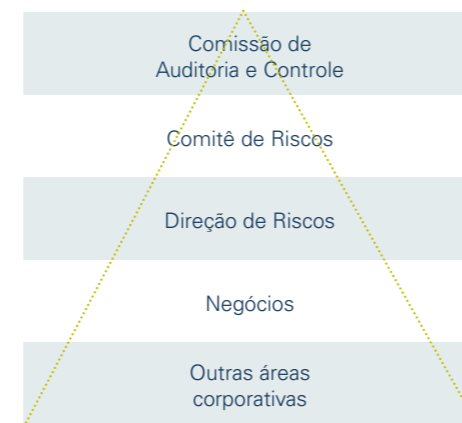 Comissão de
Auditoria e Controle
Comitê de Riscos
Direção de Riscos
Negócios
Outras áreas
corporativas